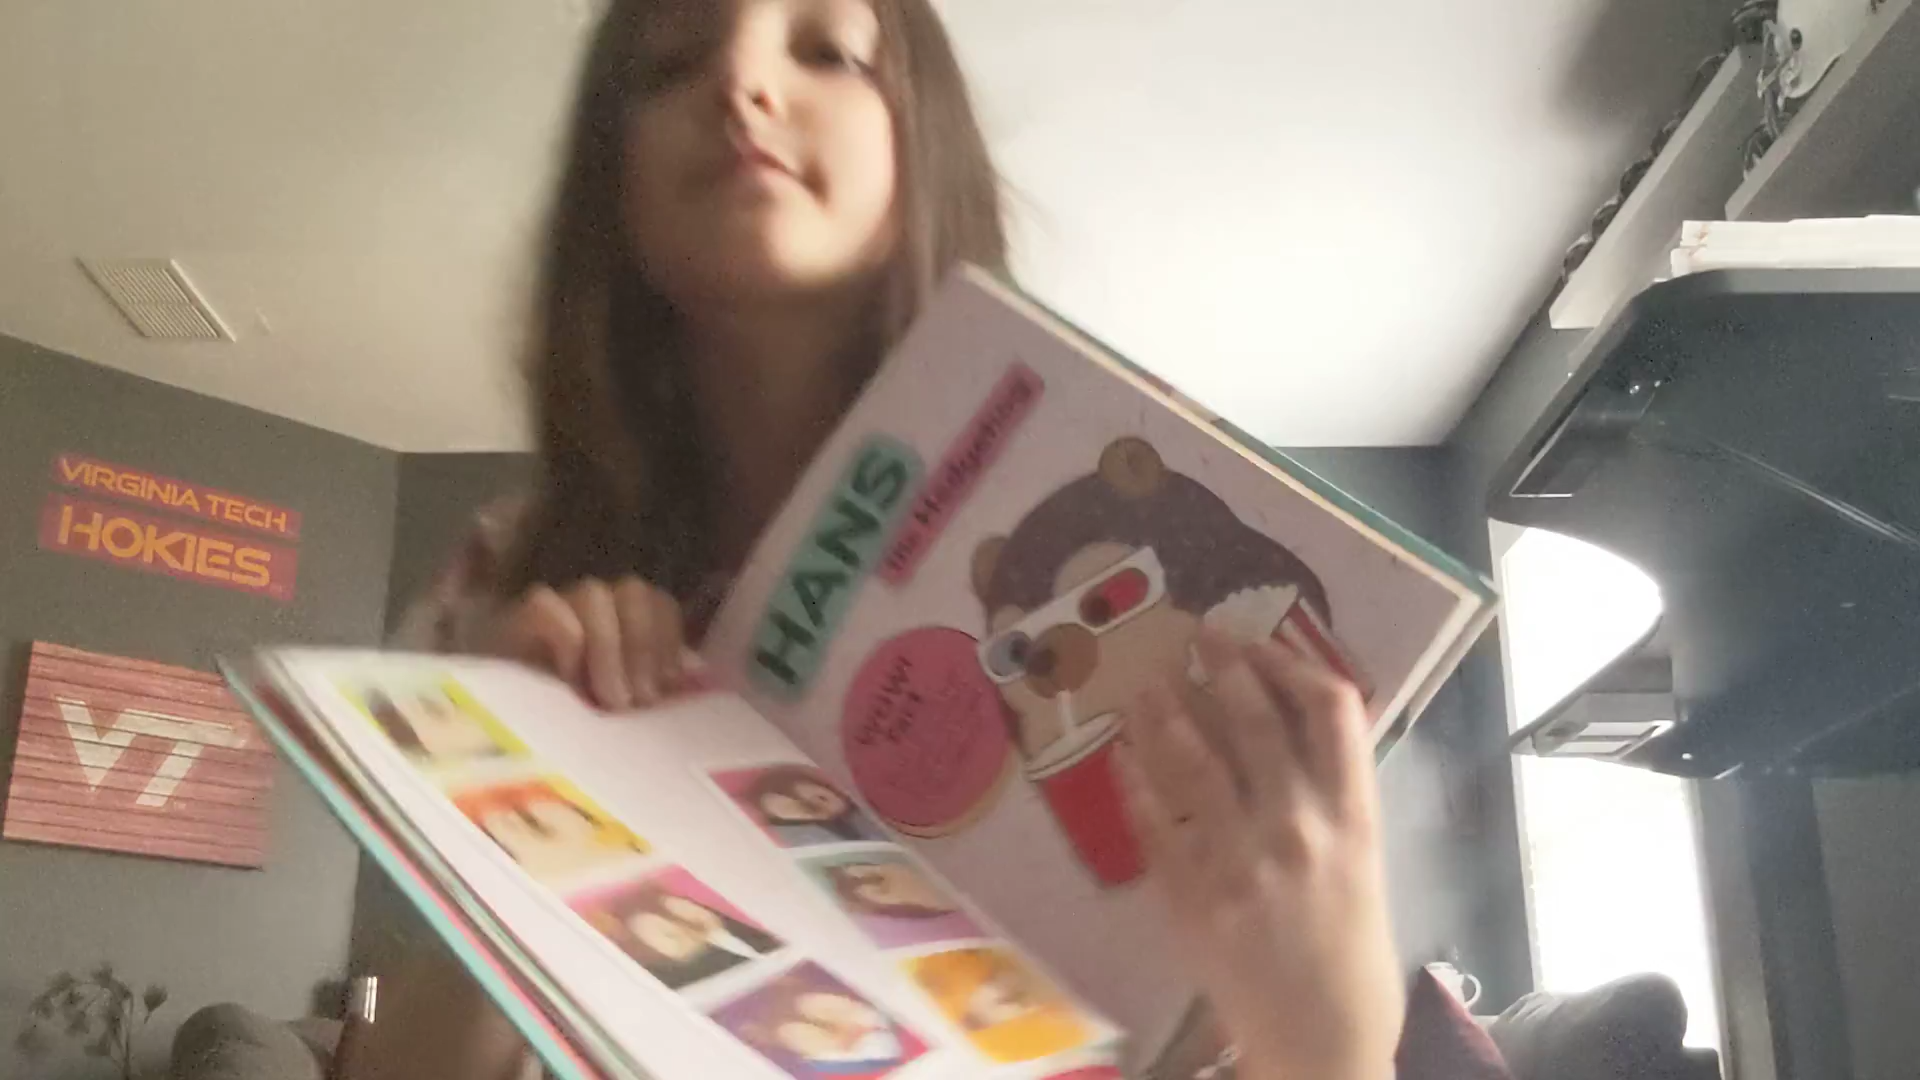 VIRGINIA TECH
HOKIES
VT
HANS
the Hedgehog